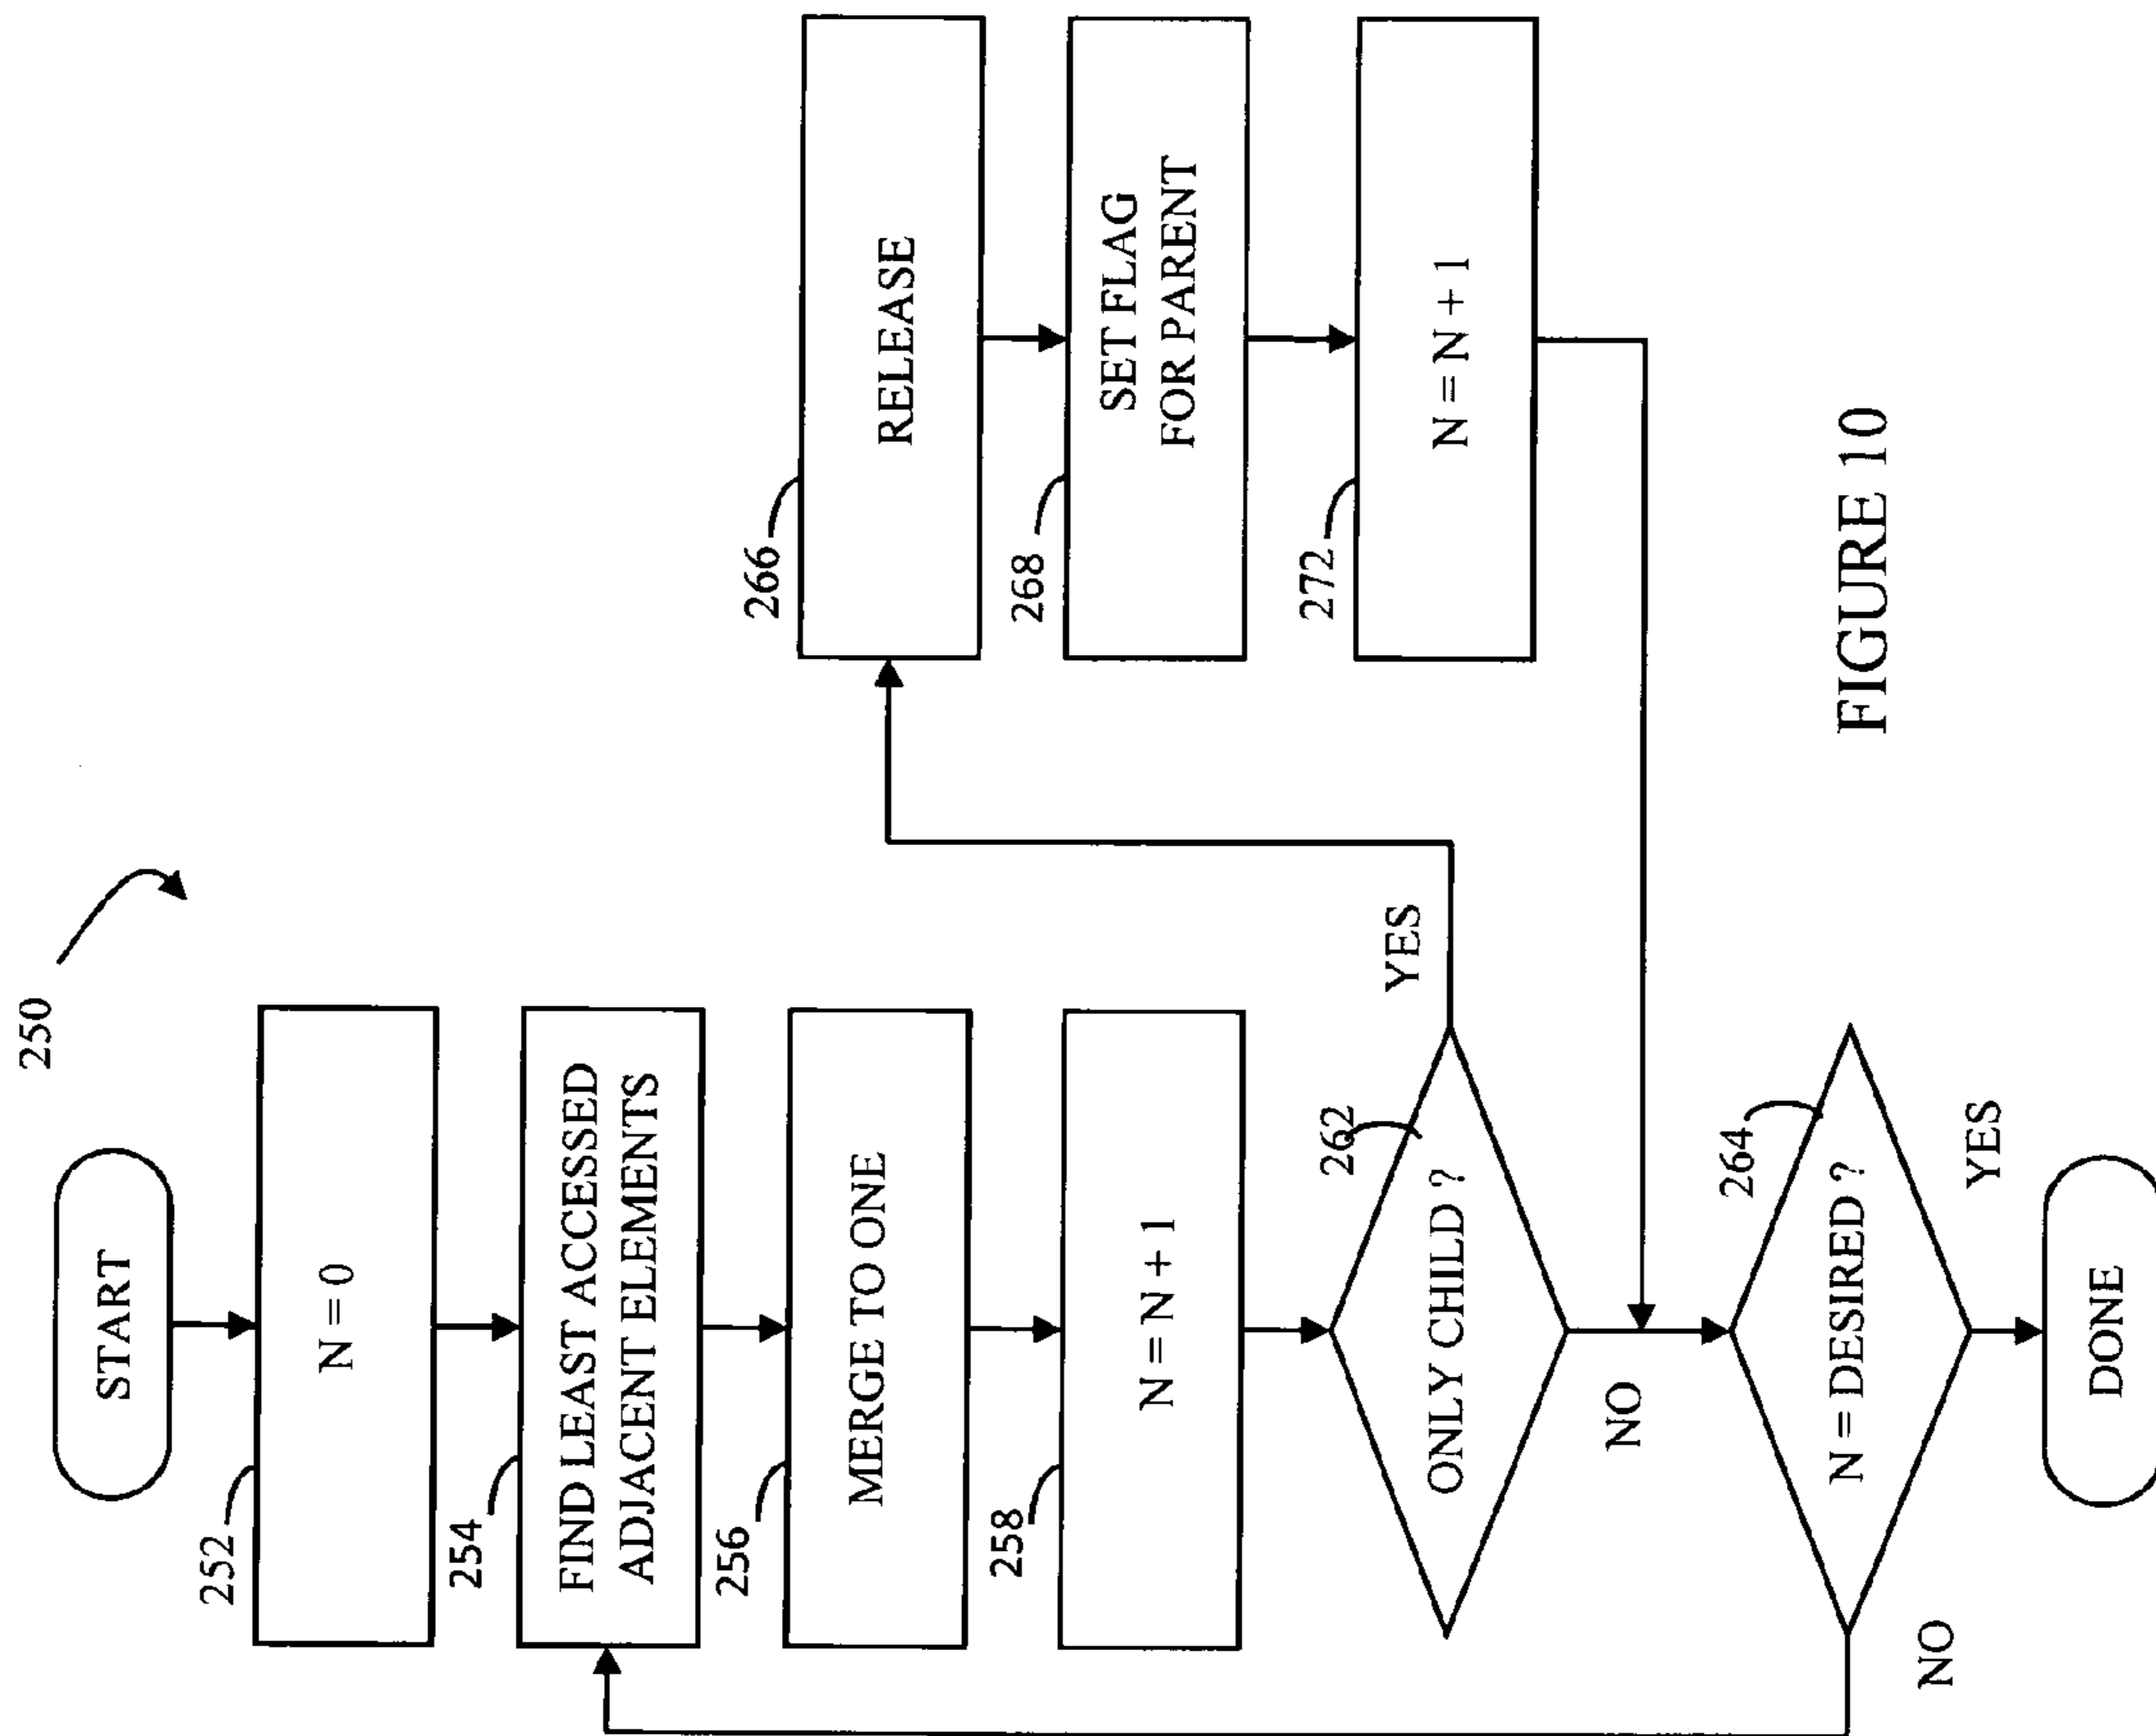 250
START
252
N = 0
254
FIND LEAST ACCESSED
ADJACENT ELEMENTS
256
MERGE TO ONE
258
N = N + 1
262
ONLY CHILD ?
YES
NO
266
RELEASE
268
SET FLAG
FOR PARENT
272
N = N + 1
264
N = DESIRED ?
NO
YES
DONE
FIGURE 10